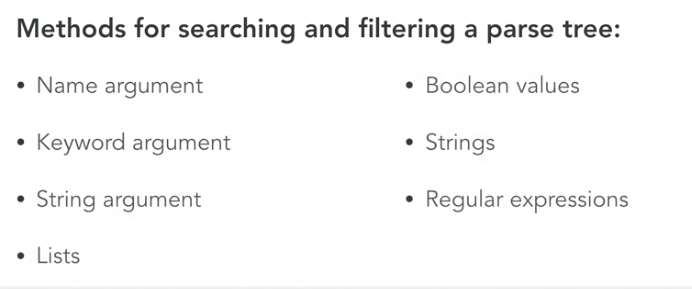 Methods for searching and filtering a parse tree:
• Name argument
• Keyword argument
• String argument
• Lists
• Boolean values
• Strings
• Regular expressions